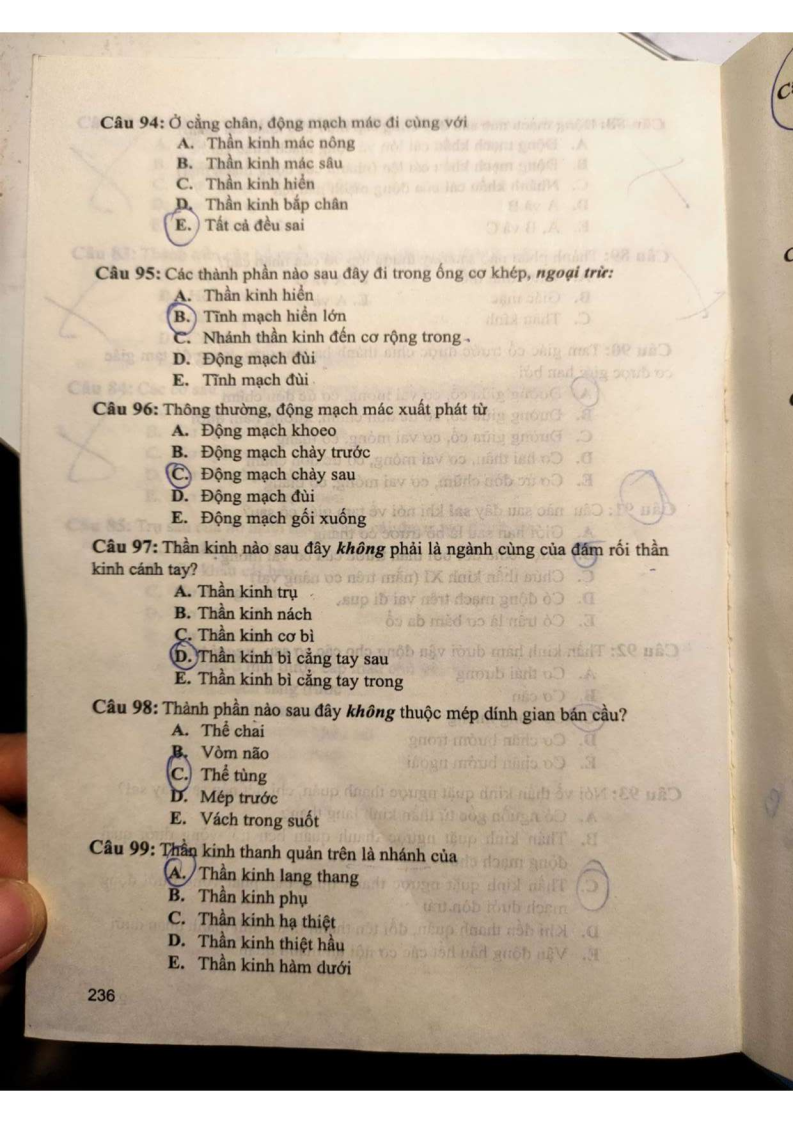 Câu 94: Ở cẳng chân, động mạch mác đi cùng với
A. Thần kinh mác nông
B. Thần kinh mác sâu
C. Thần kinh hiển
D. Thần kinh bắp chân
E. Tất cả đều sai
Câu 95: Các thành phần nào sau đây đi trong ống cơ khép, ngoại trừ:
A. Thần kinh hiển
B. Tĩnh mạch hiển lớn
C. Nhánh thần kinh đến cơ rộng trong
D. Động mạch đùi
E. Tĩnh mạch đùi
Câu 96: Thông thường, động mạch mác xuất phát từ
A. Động mạch khoeo
B. Động mạch chày trước
C. Động mạch chày sau
D. Động mạch đùi
E. Động mạch gối xuống
Câu 97: Thần kinh nào sau đây không phải là ngành cùng của đám rối thần
kinh cánh tay?
A. Thần kinh trụ
B. Thần kinh nách
C. Thần kinh cơ bì
D. Thần kinh bì cẳng tay sau
E. Thần kinh bì cẳng tay trong
Câu 98: Thành phần nào sau đây không thuộc mép dính gian bán cầu?
A. Thể chai
B. Vòm não
C. Thể tùng
D. Mép trước
E. Vách trong suốt
Câu 99: Thần kinh thanh quản trên là nhánh của
A. Thần kinh lang thang
B. Thần kinh phụ
C. Thần kinh hạ thiệt
D. Thần kinh thiệt hầu
E. Thần kinh hàm dưới
236